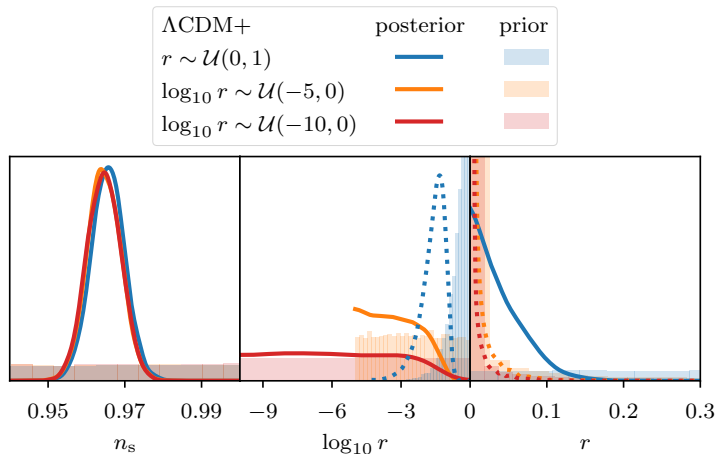 ΛCDM+ posterior prior
r ∼ 𝒰(0, 1)
log₁₀ r ∼ 𝒰(−5, 0)
log₁₀ r ∼ 𝒰(−10, 0)
0.95 0.97 0.99 −9 −6 −3 0 0.1 0.2 0.3
nₛ log₁₀ r r